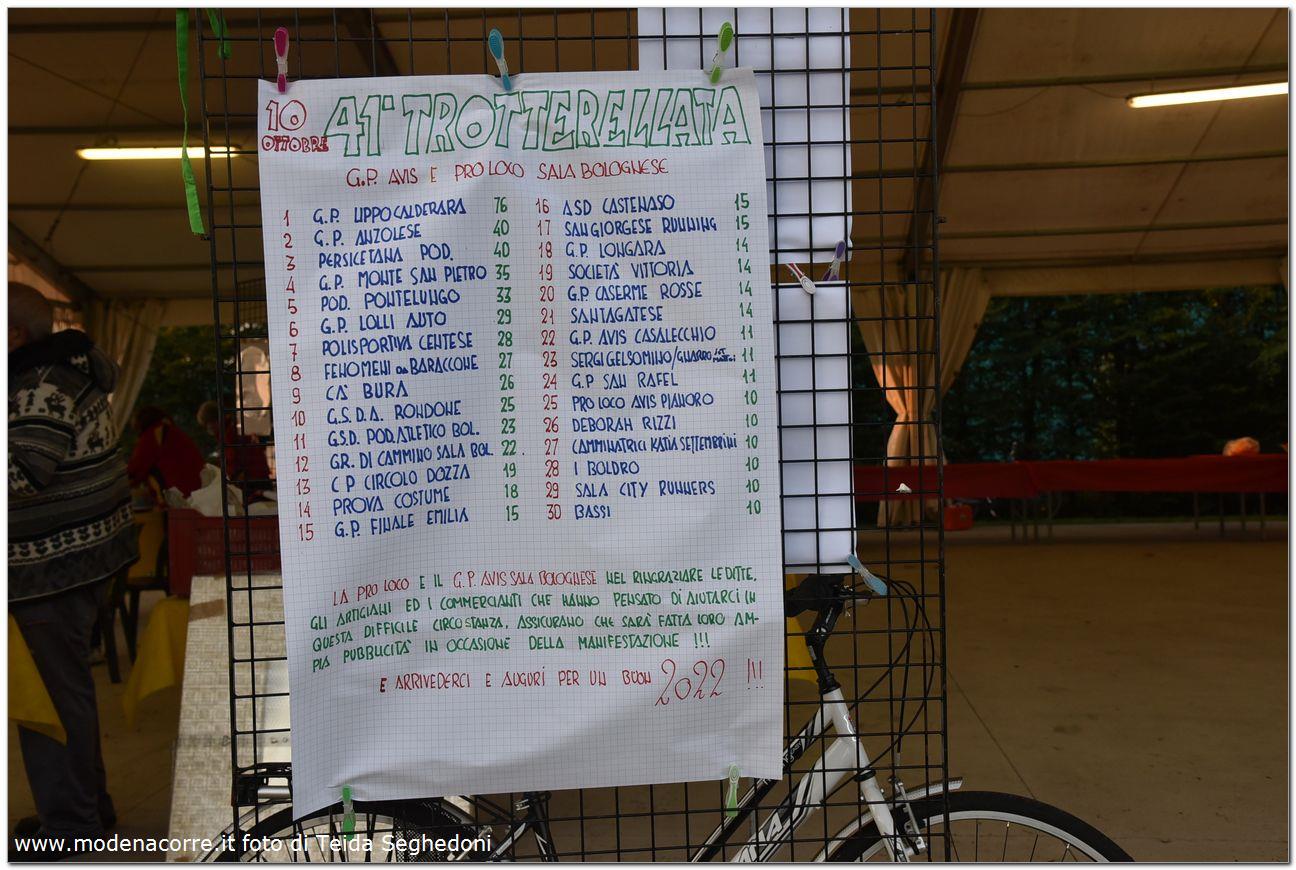 10 OTTOBRE
41ª TROTTERELLATA
G.P. AVIS E PRO LOCO SALA BOLOGNESE
1 G.P. LIPPOCALDERARA 76
2 G.P. ANZOLESE 40
3 PERSICETANA POD. 40
4 G.P. MONTE SAN PIETRO 35
5 POD. PONTELUNGO 33
6 G.P. LOLLI AUTO 29
7 POLISPORTIVA CENTESE 28
8 FENOMENI DA BARACCONE 27
9 CA' BURA 26
10 G.S.D.A. RONDONE 25
11 G.S.D. POD.ATLETICO BOL. 23
12 GR. DI CAMMINO SALA BOL. 22
13 C P CIRCOLO DOZZA 19
14 PROVA COSTUME 18
15 G.P. FINALE EMILIA 15
16 ASD CASTENASO 15
17 SANGIORGESE RUNNING 15
18 G.P. LONGARA 14
19 SOCIETÀ VITTORIA 14
20 G.P. CASERME ROSSE 14
21 SANTAGATESE 14
22 G.P. AVIS CASALECCHIO 11
23 SERGI GELSOMINO/ 11
24 G.P SAN RAFEL 11
25 PRO LOCO AVIS PIANORO 10
26 DEBORAH RIZZI 10
27 CAMMINATRICI KATIA SETTEMBRINI 10
28 I BOLDRO 10
29 SALA CITY RUNNERS 10
30 BASSI 10
LA PRO LOCO E IL G.P. AVIS SALA BOLOGNESE NEL RINGRAZIARE LE DITTE,
GLI ARTIGIANI ED I COMMERCIANTI CHE HANNO PENSATO DI AIUTARCI IN
QUESTA DIFFICILE CIRCOSTANZA, ASSICURANO CHE SARÀ FATTA LORO AM-
PIA PUBBLICITÀ IN OCCASIONE DELLA MANIFESTAZIONE !!!
E ARRIVEDERCI E AUGURI PER UN BUON 2022 !!!
www.modenacorre.it foto di Teida Seghedoni